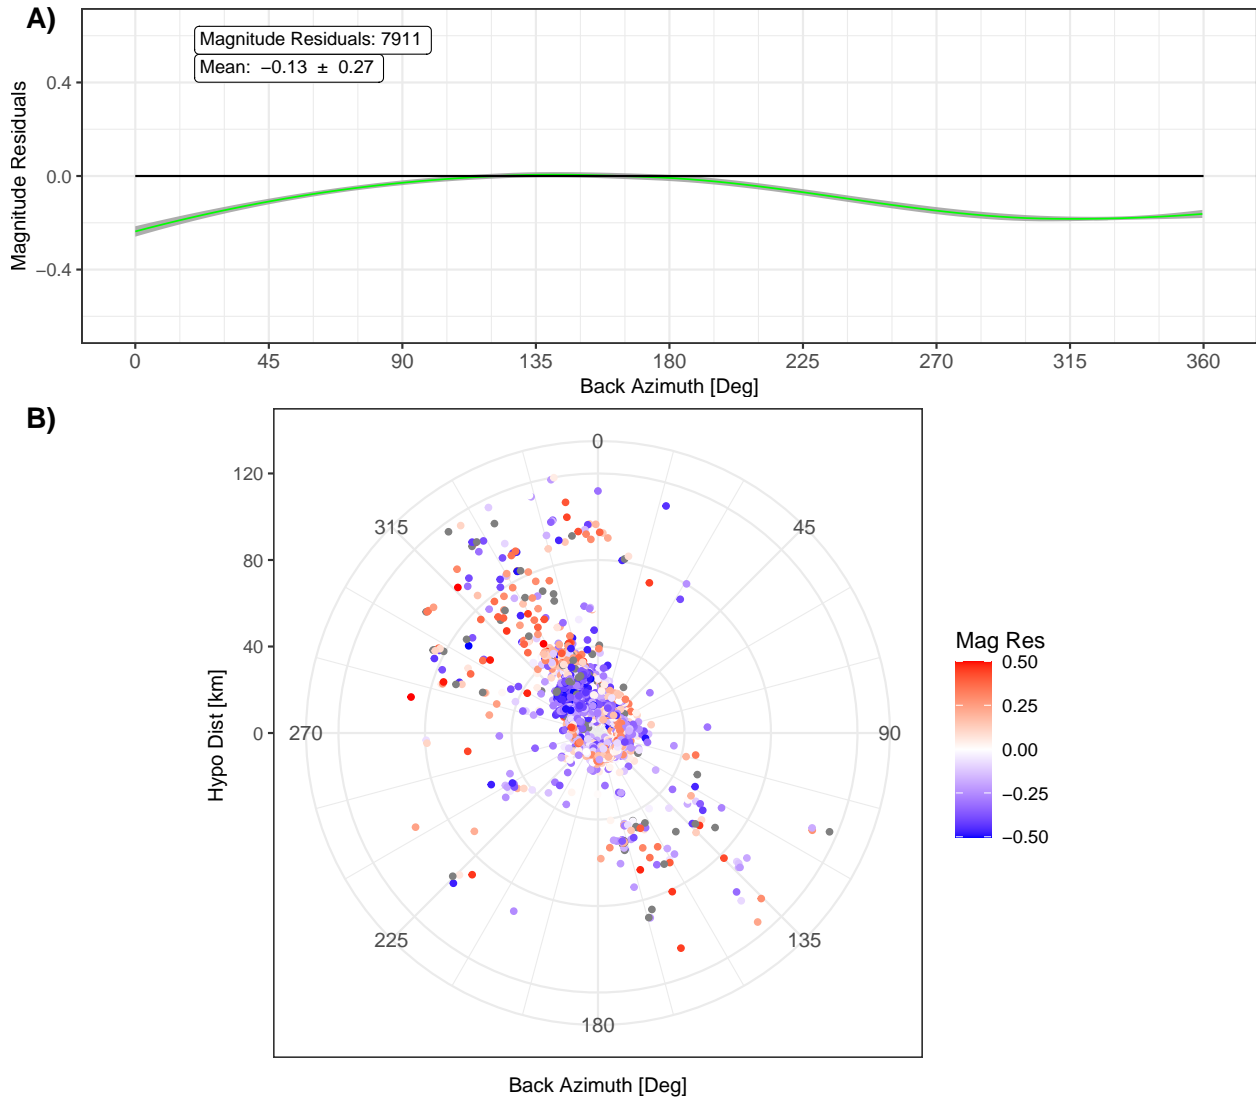 A)
Magnitude Residuals: 7911
Mean: −0.13 ± 0.27
Magnitude Residuals
0.4
0.0
−0.4
0 45 90 135 180 225 270 315 360
Back Azimuth [Deg]
B)
Hypo Dist [km]
120
80
40
0
0
45
90
135
180
225
270
315
Back Azimuth [Deg]
Mag Res
0.50
0.25
0.00
−0.25
−0.50